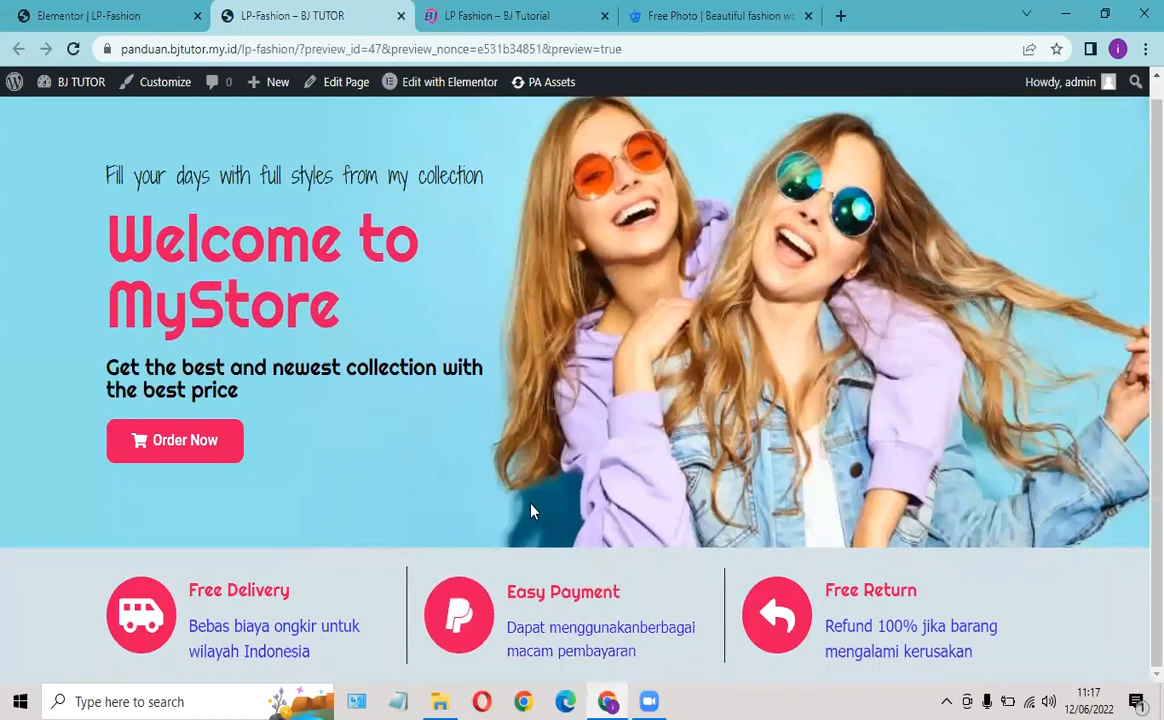 Elementor | LP-Fashion
LP-Fashion – BJ TUTOR
LP Fashion – BJ Tutorial
Free Photo | Beautiful fashion wo
panduan.bjtutor.my.id/lp-fashion/?preview_id=47&preview_nonce=e531b34851&preview=true
BJ TUTOR
Customize
0
New
Edit Page
Edit with Elementor
PA Assets
Howdy, admin
Fill your days with full styles from my collection
Welcome to
MyStore
Get the best and newest collection with
the best price
Order Now
Free Delivery
Bebas biaya ongkir untuk
wilayah Indonesia
Easy Payment
Dapat menggunakanberbagai
macam pembayaran
Free Return
Refund 100% jika barang
mengalami kerusakan
Type here to search
11:17
12/06/2022